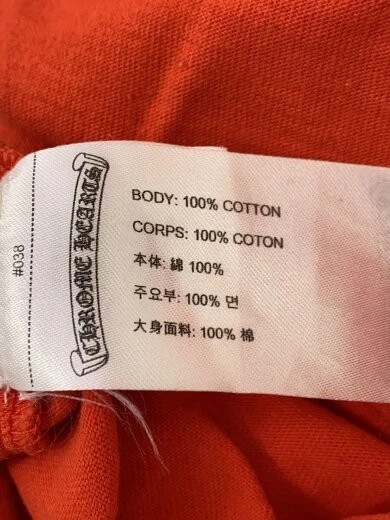 BODY: 100% COTTON
CORPS: 100% COTON
本体: 綿 100%
주요부: 100% 면
大身面料: 100% 棉
CHROME HEARTS
#038